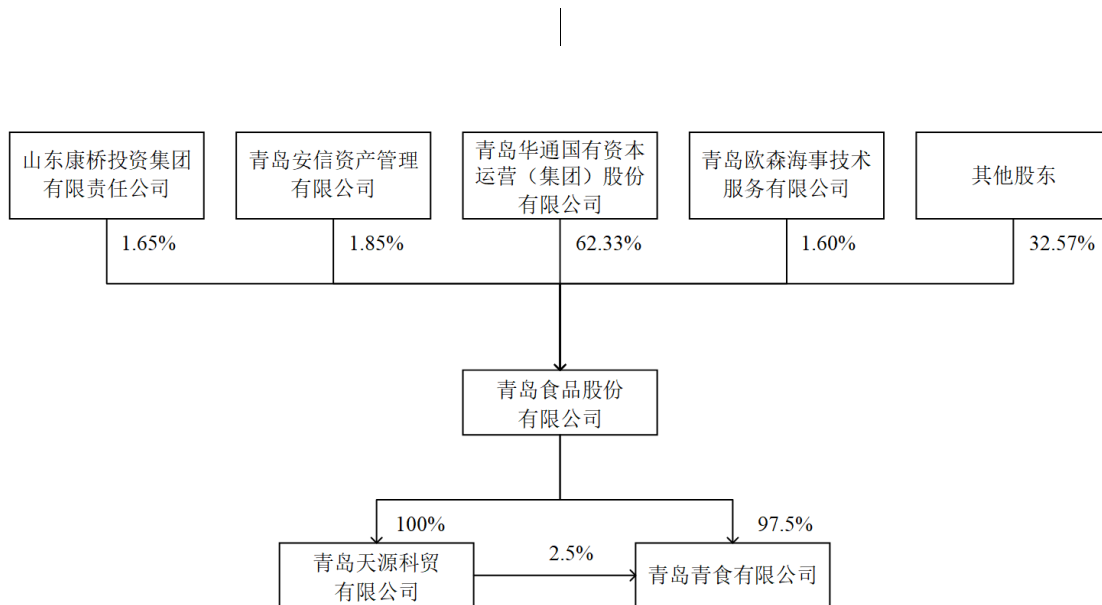 山东康桥投资集团
有限责任公司
青岛安信资产管理
有限公司
青岛华通国有资本
运营（集团）股份
有限公司
青岛欧森海事技术
服务有限公司
其他股东
1.65%
1.85%
62.33%
1.60%
32.57%
青岛食品股份
有限公司
100%
97.5%
青岛天源科贸
有限公司
2.5%
青岛青食有限公司